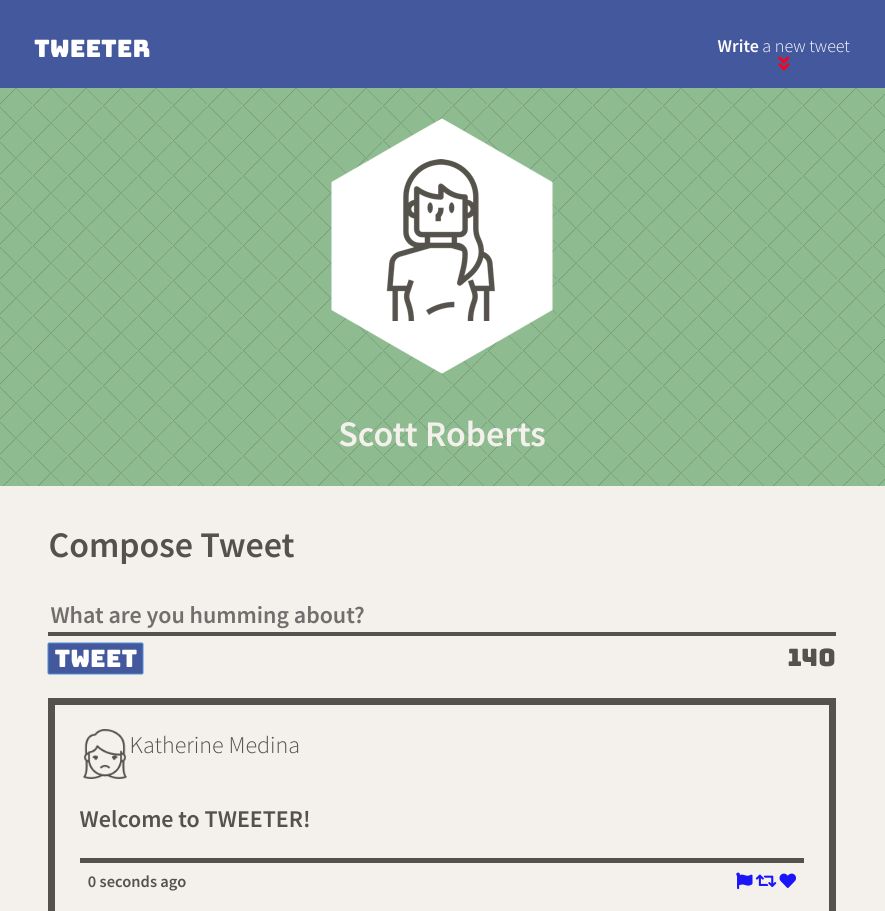 TWEETER
Write a new tweet
Scott Roberts
Compose Tweet
What are you humming about?
TWEET
140
Katherine Medina
Welcome to TWEETER!
0 seconds ago